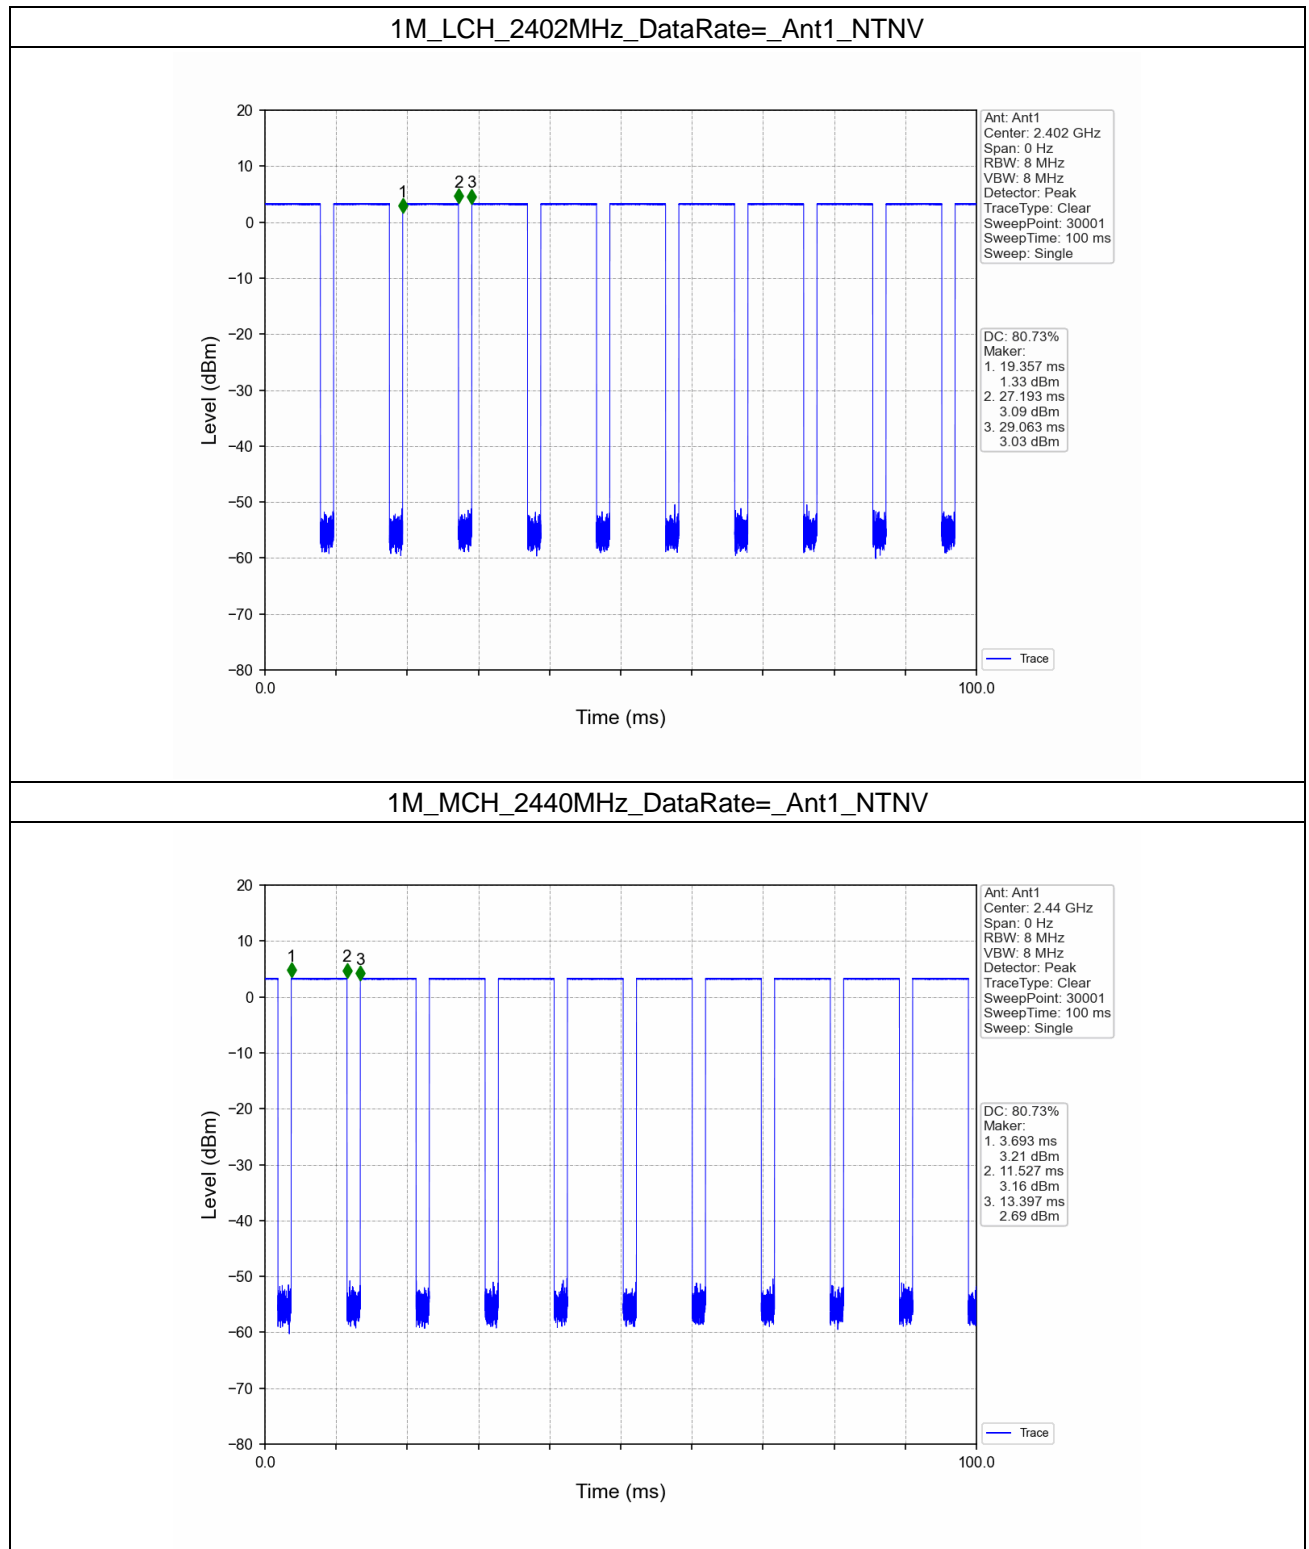 1M_LCH_2402MHz_DataRate=_Ant1_NTNV
20
10
0
−10
−20
−30
−40
−50
−60
−70
−80
Level (dBm)
1
2 3
0.0
100.0
Time (ms)
Ant: Ant1
Center: 2.402 GHz
Span: 0 Hz
RBW: 8 MHz
VBW: 8 MHz
Detector: Peak
TraceType: Clear
SweepPoint: 30001
SweepTime: 100 ms
Sweep: Single
DC: 80.73%
Maker:
1. 19.357 ms
1.33 dBm
2. 27.193 ms
3.09 dBm
3. 29.063 ms
3.03 dBm
Trace
1M_MCH_2440MHz_DataRate=_Ant1_NTNV
20
10
0
−10
−20
−30
−40
−50
−60
−70
−80
Level (dBm)
1
2 3
0.0
100.0
Time (ms)
Ant: Ant1
Center: 2.44 GHz
Span: 0 Hz
RBW: 8 MHz
VBW: 8 MHz
Detector: Peak
TraceType: Clear
SweepPoint: 30001
SweepTime: 100 ms
Sweep: Single
DC: 80.73%
Maker:
1. 3.693 ms
3.21 dBm
2. 11.527 ms
3.16 dBm
3. 13.397 ms
2.69 dBm
Trace